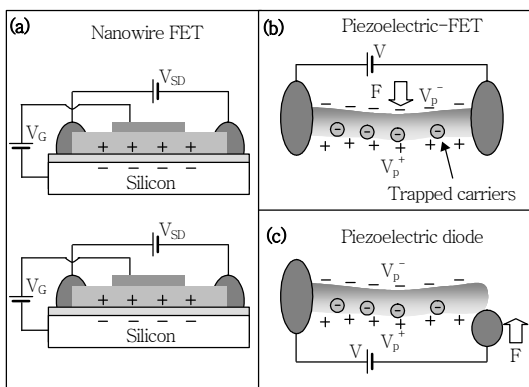 (a)
Nanowire FET
V_SD
V_G
+ + + +
− − − −
Silicon
V_SD
V_G
+ + + +
− − − −
Silicon
(b)
Piezoelectric-FET
V
F
V_p^-
− − − − − −
− − − −
+ + + + + +
V_p^+
Trapped carriers
(c)
Piezoelectric diode
V_p^-
− − − − −
− − − −
+ + + + +
V_p^+
V
F